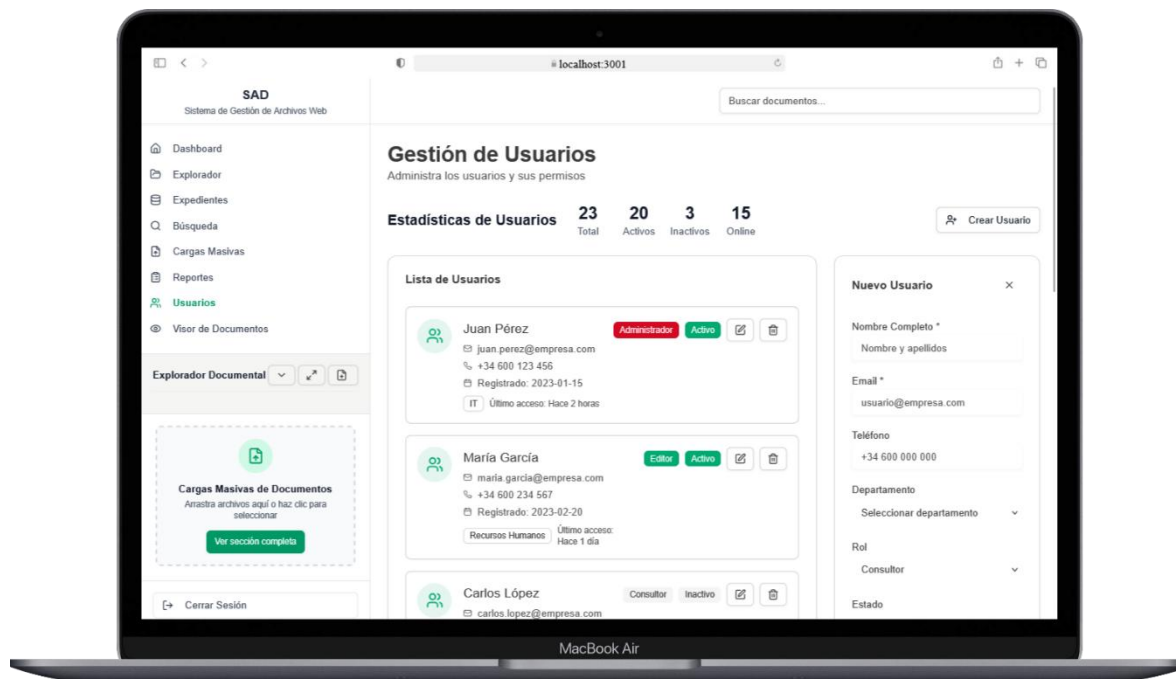 localhost:3001
SAD
Sistema de Gestión de Archivos Web
Buscar documentos...
Dashboard
Explorador
Expedientes
Búsqueda
Cargas Masivas
Reportes
Usuarios
Visor de Documentos
Explorador Documental
Cargas Masivas de Documentos
Arrastra archivos aquí o haz clic para
seleccionar
Ver sección completa
Cerrar Sesión
Gestión de Usuarios
Administra los usuarios y sus permisos
Estadísticas de Usuarios
23 20 3 15
Total Activos Inactivos Online
Crear Usuario
Lista de Usuarios
Juan Pérez Administrador Activo
juan.perez@empresa.com
+34 600 123 456
Registrado: 2023-01-15
IT Último acceso: Hace 2 horas
María García Editor Activo
maria.garcia@empresa.com
+34 600 234 567
Registrado: 2023-02-20
Recursos Humanos Último acceso:
Hace 1 día
Carlos López Consultor Inactivo
carlos.lopez@empresa.com
Nuevo Usuario
Nombre Completo *
Nombre y apellidos
Email *
usuario@empresa.com
Teléfono
+34 600 000 000
Departamento
Seleccionar departamento
Rol
Consultor
Estado
MacBook Air